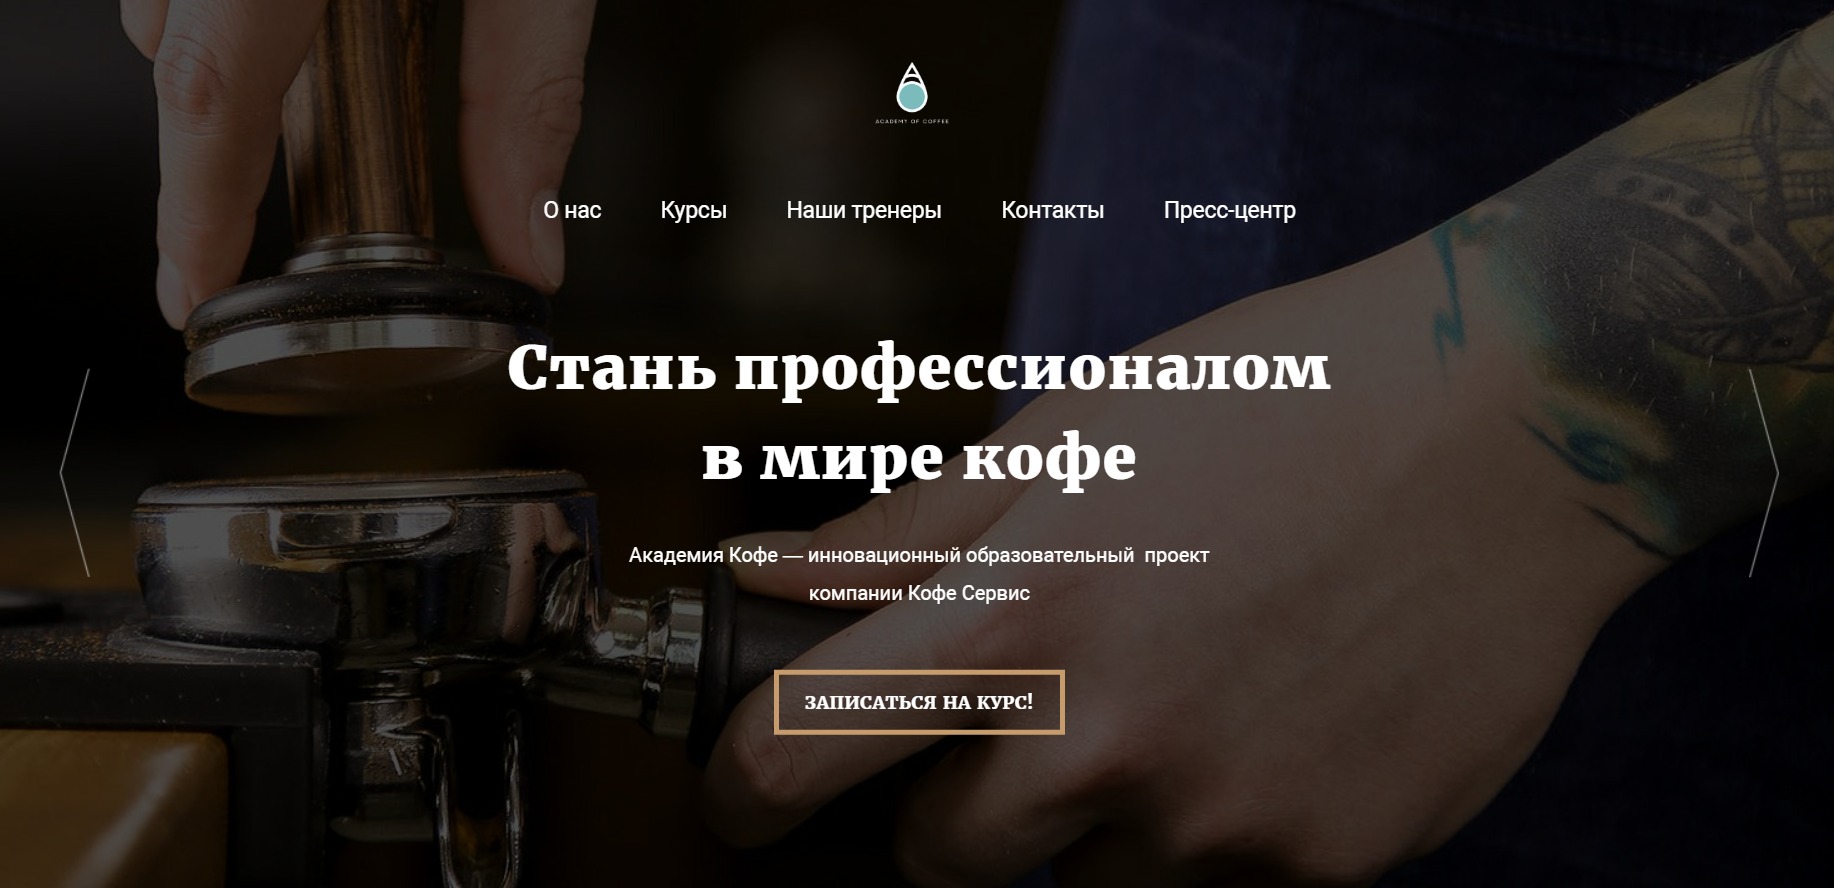 ACADEMY OF COFFEE
О нас Курсы Наши тренеры Контакты Пресс-центр
Стань профессионалом
в мире кофе
Академия Кофе — инновационный образовательный  проект
компании Кофе Сервис
ЗАПИСАТЬСЯ НА КУРС!